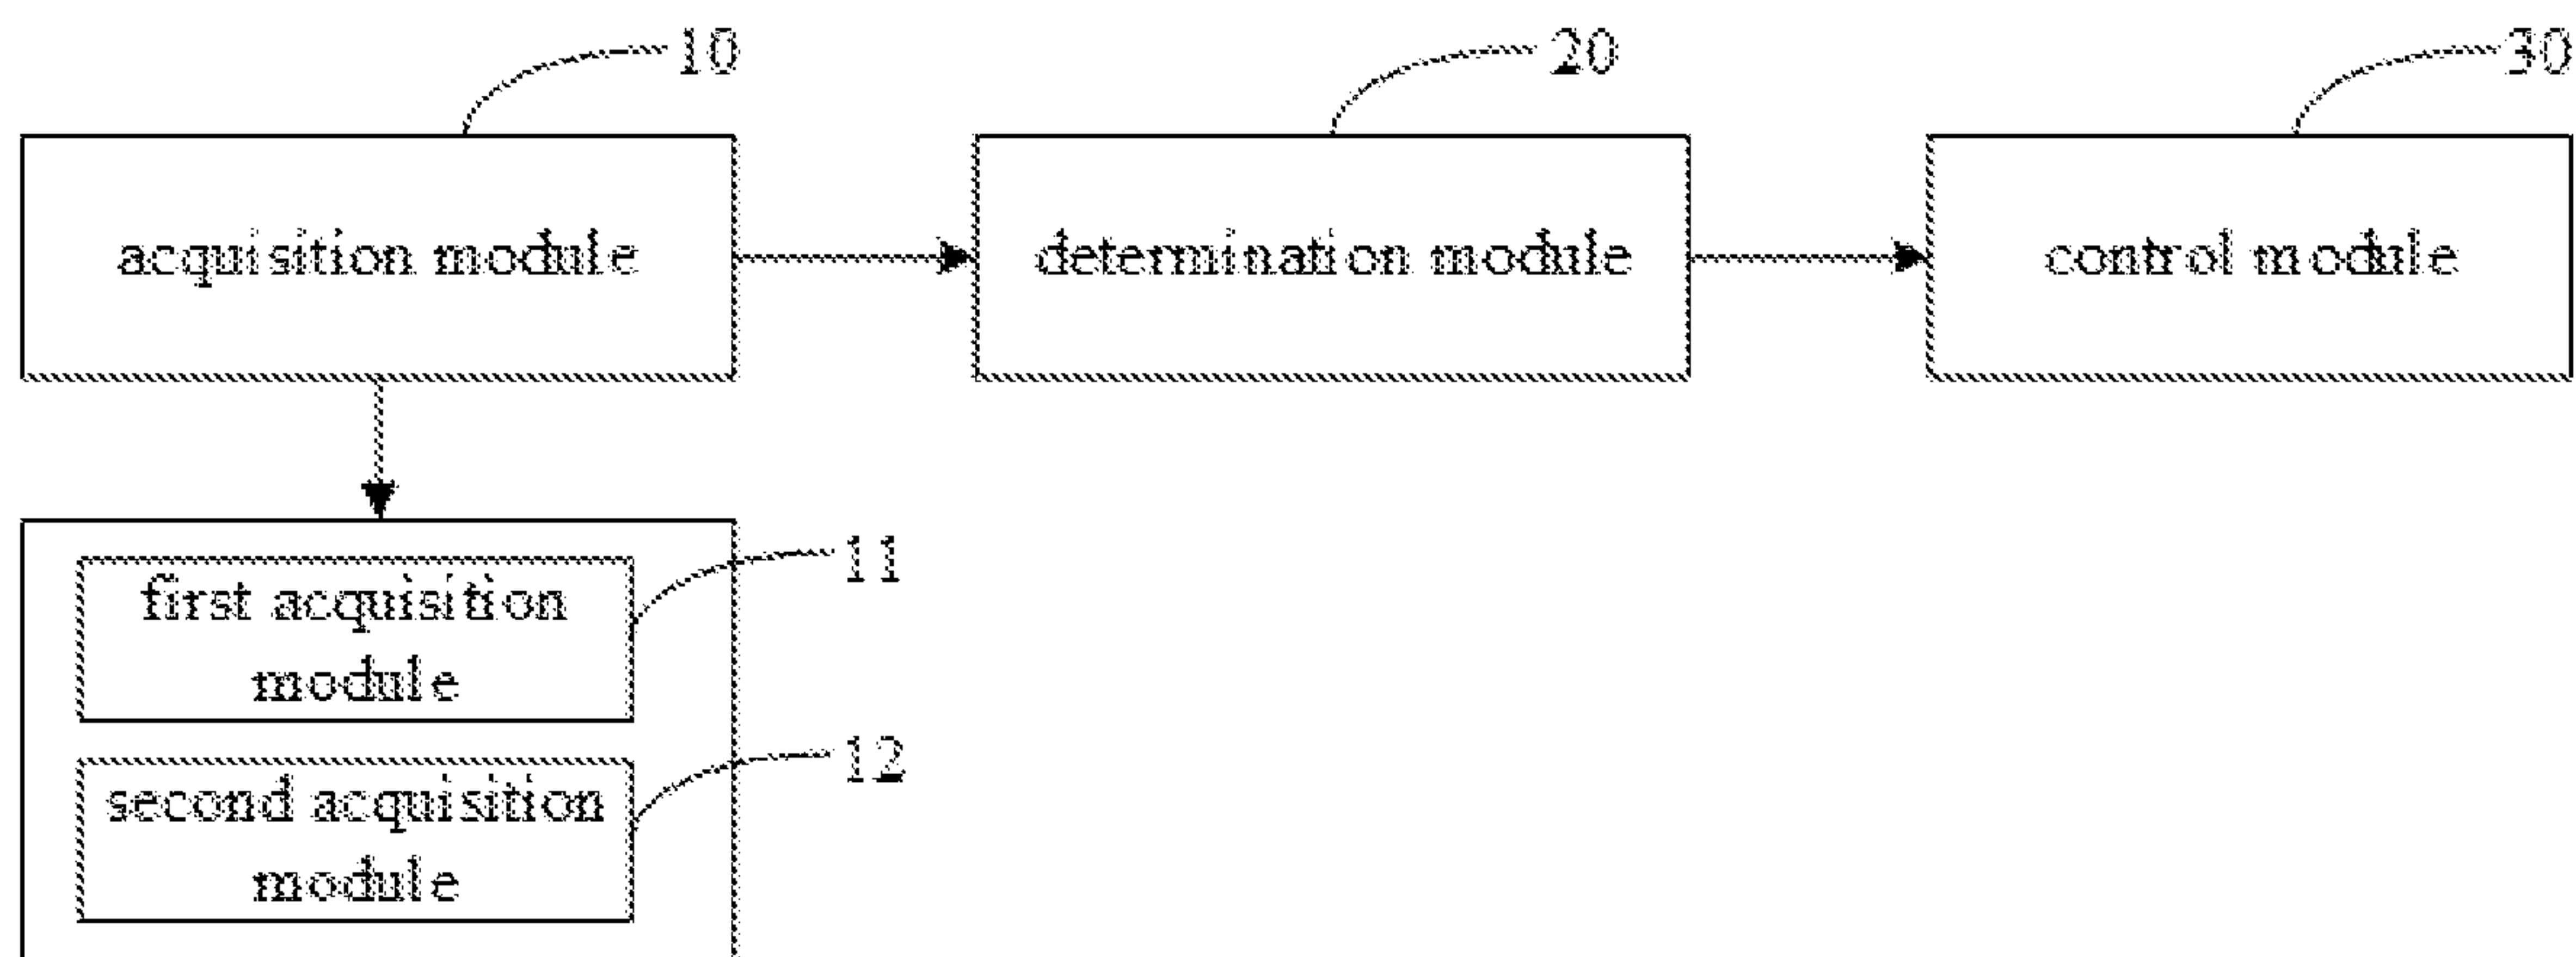 10
20
30
acquisition module
determination module
control module
11
first acquisition
module
12
second acquisition
module